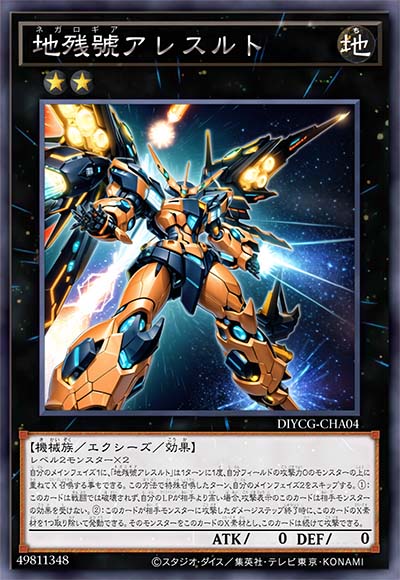 ネガロギア
地残號アレスルト
ち
地
DIYCG-CHA04
きかいぞく こうか
【機械族/エクシーズ/効果】
レベル2モンスター×2
自分のメインフェイズ1に、「地残號アレスルト」は1ターンに1度、自分フィールドの攻撃力0のモンスターの上に
重ねてX召喚する事もできる。この方法で特殊召喚したターン、自分のメインフェイズ2をスキップする。①:
このカードは戦闘では破壊されず、自分のLPが相手より少ない場合、攻撃表示のこのカードは相手モンスター
の効果を受けない。②:このカードが相手モンスターに攻撃したダメージステップ終了時に、このカードのX素
材を1つ取り除いて発動できる。そのモンスターをこのカードのX素材とし、このカードは続けて攻撃できる。
ATK/ 0 DEF/ 0
49811348
©スタジオ・ダイス/集英社・テレビ東京・KONAMI